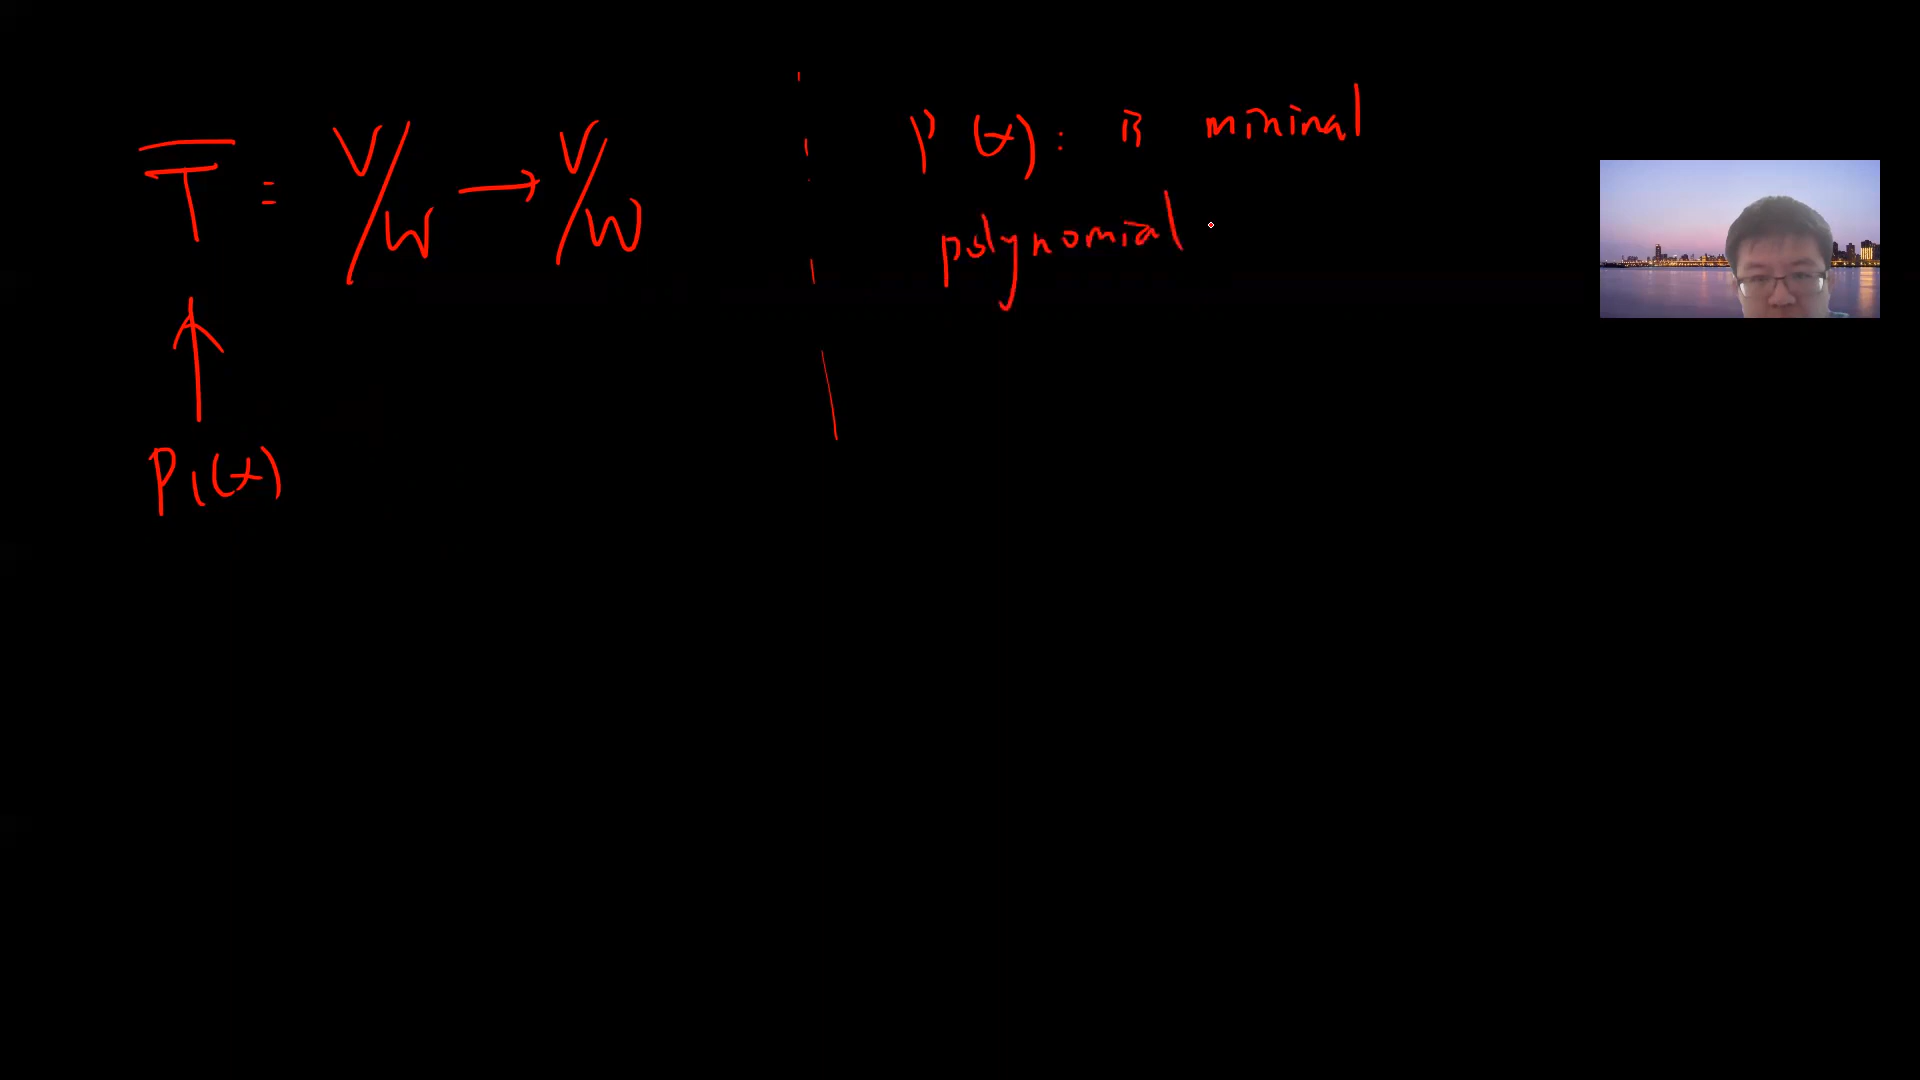 T̅ : V/W → V/W
P1(x)
P(x): is minimal
polynomial